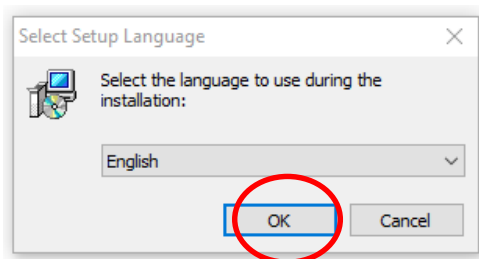 Select Setup Language
Select the language to use during the
installation:
English
OK Cancel